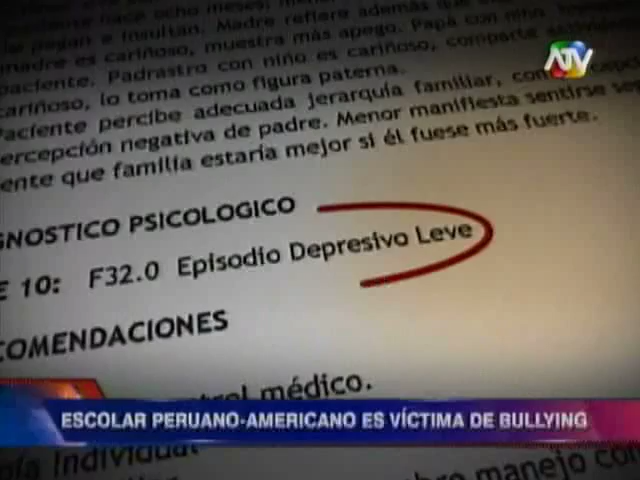 hace ocho meses,
le pegan e insultan. Madre refiere además que
madre es cariñoso, muestra más apego. Papá con niño
paciente. Padrastro con niño es cariñoso, comparte
cariñoso, lo toma como figura paterna.
Paciente percibe adecuada jerarquía familiar, con
percepción negativa de padre. Menor manifiesta sentirse
ente que familia estaría mejor si él fuese más fuerte.
ATV
GNOSTICO PSICOLOGICO
E 10: F32.0 Episodio Depresivo Leve
COMENDACIONES
médico.
ESCOLAR PERUANO-AMERICANO ES VÍCTIMA DE BULLYING
Individual
manejo